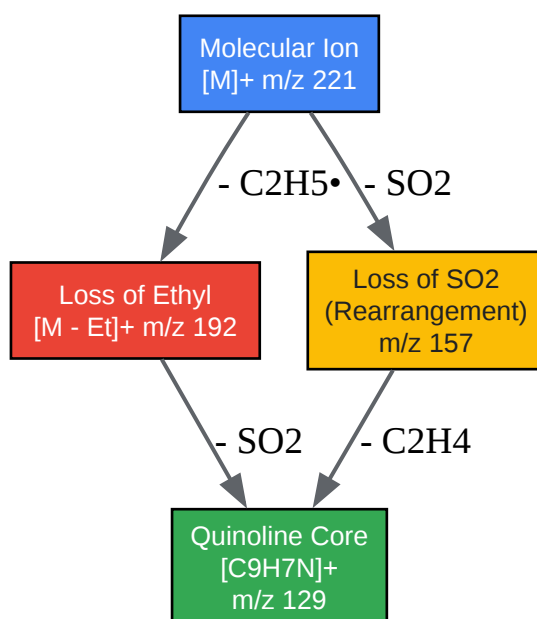 Molecular Ion
[M]+ m/z 221
- C2H5• - SO2
Loss of Ethyl
[M - Et]+ m/z 192
Loss of SO2
(Rearrangement)
m/z 157
- SO2 - C2H4
Quinoline Core
[C9H7N]+
m/z 129